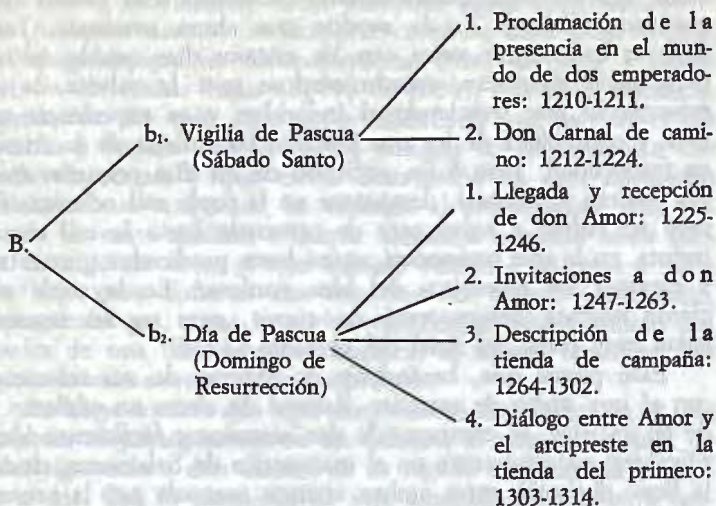 1. Proclamación de la
presencia en el mun-
do de dos emperado-
res: 1210-1211.
b₁. Vigilia de Pascua
(Sábado Santo)
2. Don Carnal de cami-
no: 1212-1224.
B.
b₂. Día de Pascua
(Domingo de
Resurrección)
1. Llegada y recepción
de don Amor: 1225-
1246.
2. Invitaciones a don
Amor: 1247-1263.
3. Descripción de la
tienda de campaña:
1264-1302.
4. Diálogo entre Amor y
el arcipreste en la
tienda del primero:
1303-1314.